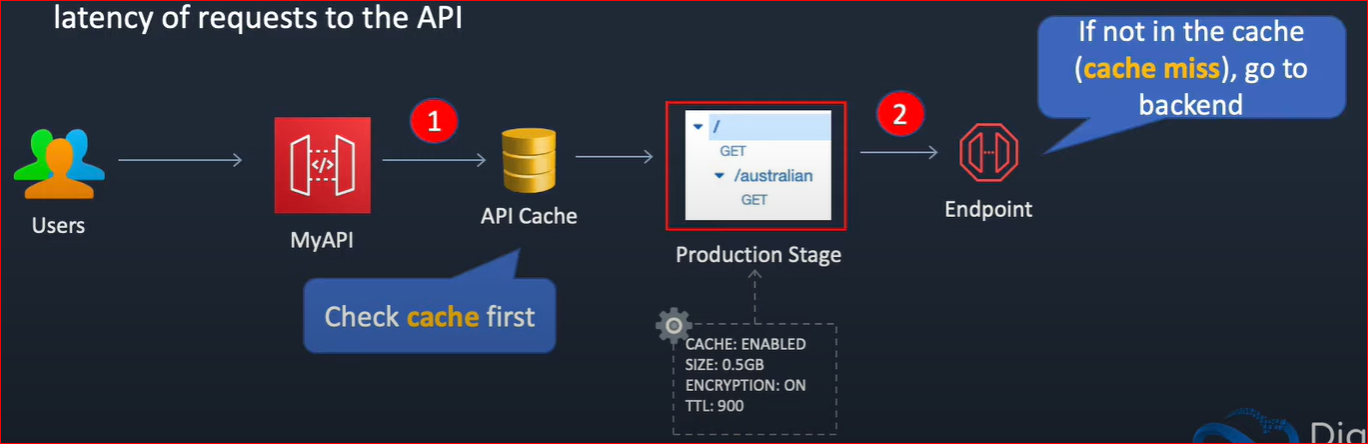 latency of requests to the API
If not in the cache
(cache miss), go to
backend
1
2
/
GET
/australian
GET
Users
MyAPI
API Cache
Production Stage
Endpoint
Check cache first
CACHE: ENABLED
SIZE: 0.5GB
ENCRYPTION: ON
TTL: 900